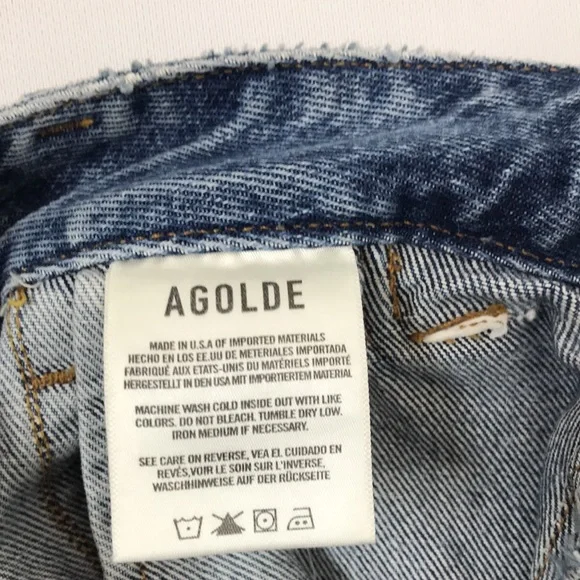 AGOLDE
MADE IN U.S.A OF IMPORTED MATERIALS
HECHO EN LOS EE.UU DE METERIALES IMPORTADA
FABRIQUÉ AUX ETATS-UNIS DU MATÉRIELS IMPORTÉ
HERGESTELLT IN DEN USA MIT IMPORTIERTEM MATERIAL
MACHINE WASH COLD INSIDE OUT WITH LIKE
COLORS. DO NOT BLEACH. TUMBLE DRY LOW.
IRON MEDIUM IF NECESSARY.
SEE CARE ON REVERSE, VEA EL CUIDADO EN
REVÉS,VOIR LE SOIN SUR L'INVERSE,
WASCHHINWEISE AUF DER RÜCKSEITE